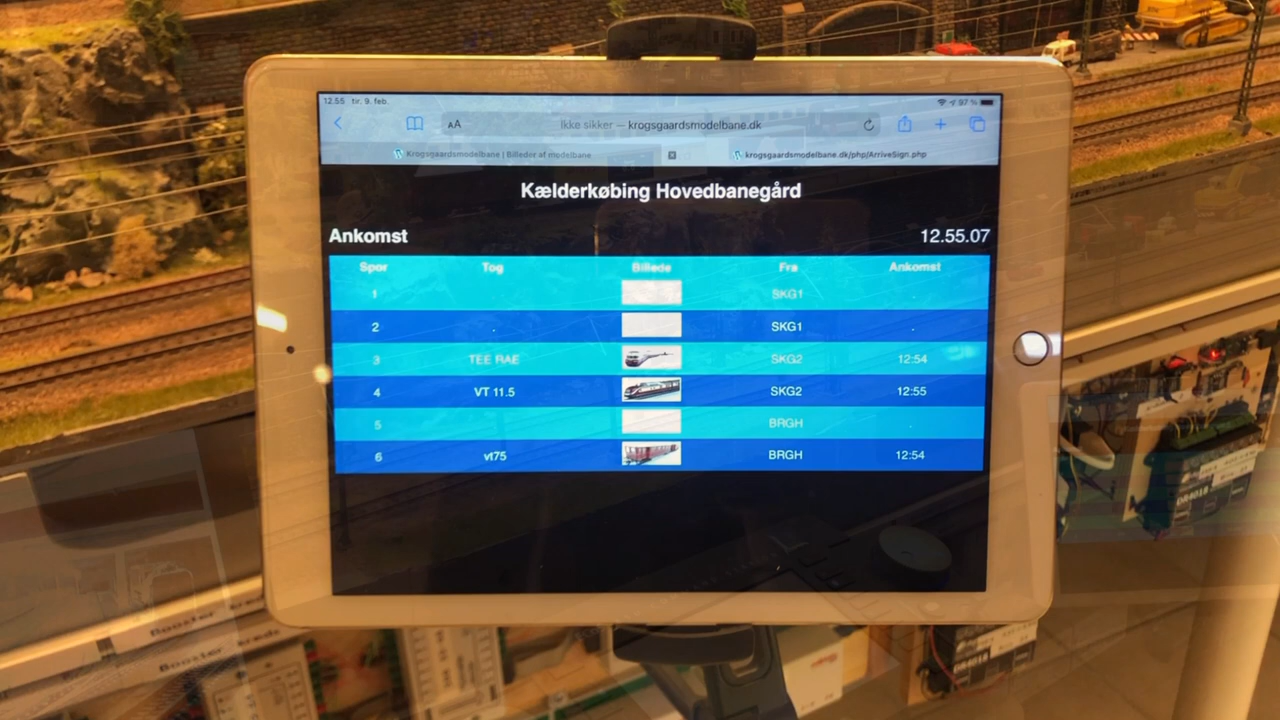 12.55 tir. 9. feb. 97 %
AA Ikke sikker — krogsgaardsmodelbane.dk
Krogsgaardsmodelbane | Billeder af modelbane krogsgaardsmodelbane.dk/php/ArriveSign.php
Kælderkøbing Hovedbanegård
Ankomst 12.55.07
Spor Tog Billede Fra Ankomst
1 SKG1
2 . SKG1 .
3 TEE RAE SKG2 12:54
4 VT 11.5 SKG2 12:55
5 BRGH .
6 vt75 BRGH 12:54
Booster
Booster